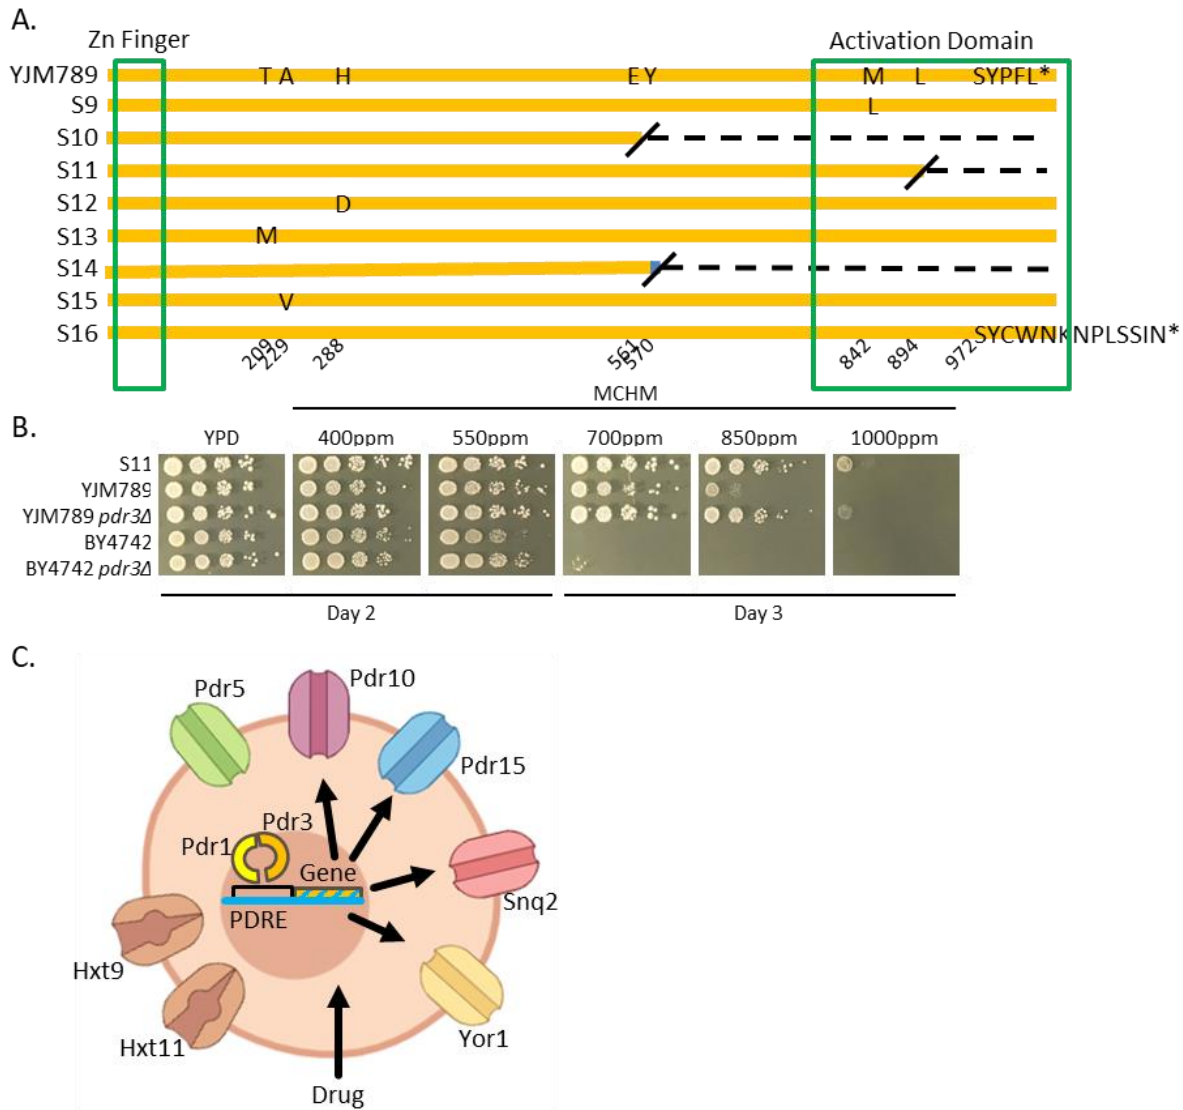 A.
Zn Finger
Activation Domain
YJM789 T A H E Y M L SYPFL*
S9 L
S10
S11
S12 D
S13 M
S14
S15 V
S16 SYCWNKNPLSSIN*
209 229 288 561 570 842 894 972
MCHM
B.
YPD 400ppm 550ppm 700ppm 850ppm 1000ppm
S11
YJM789
YJM789 pdr3Δ
BY4742
BY4742 pdr3Δ
Day 2 Day 3
C.
Pdr5
Pdr10
Pdr15
Pdr3
Pdr1
Gene
PDRE
Snq2
Hxt9
Yor1
Hxt11
Drug